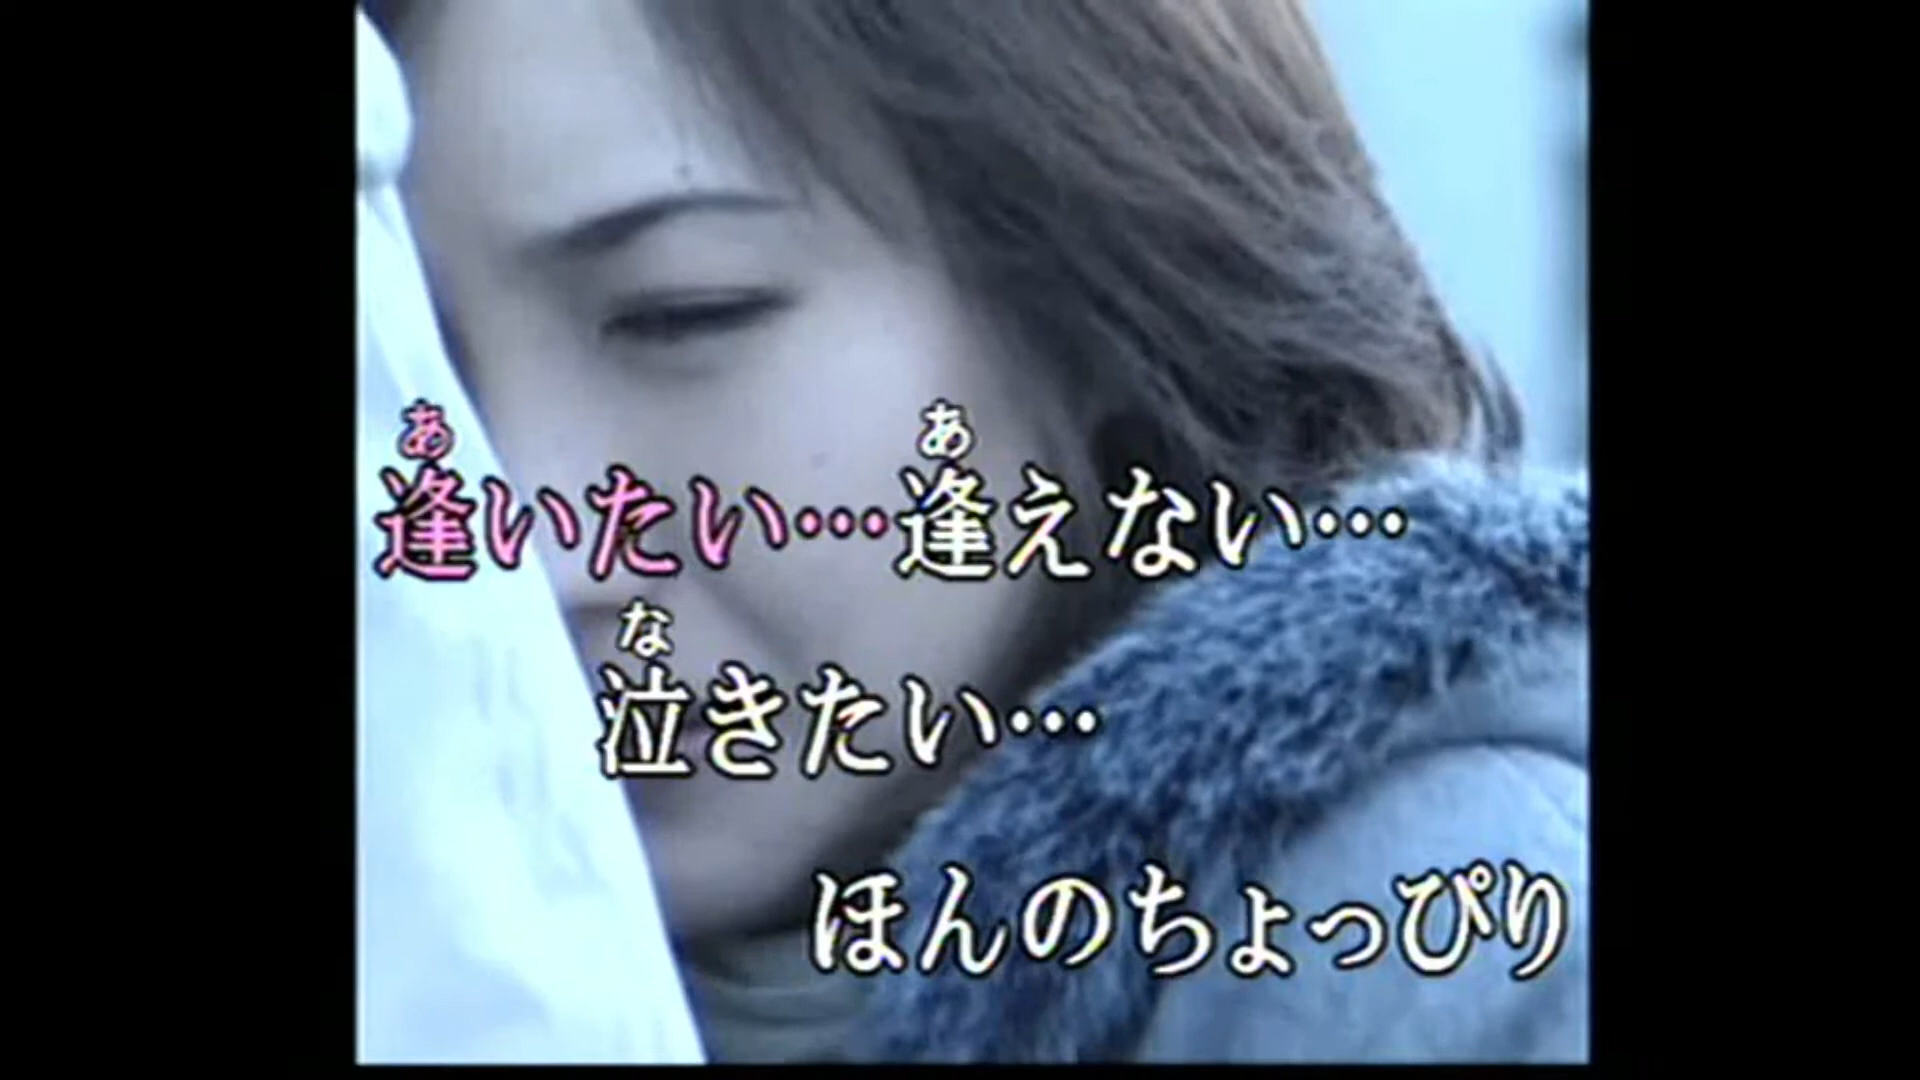 あ あ
逢いたい…逢えない…
な
泣きたい…
ほんのちょっぴり